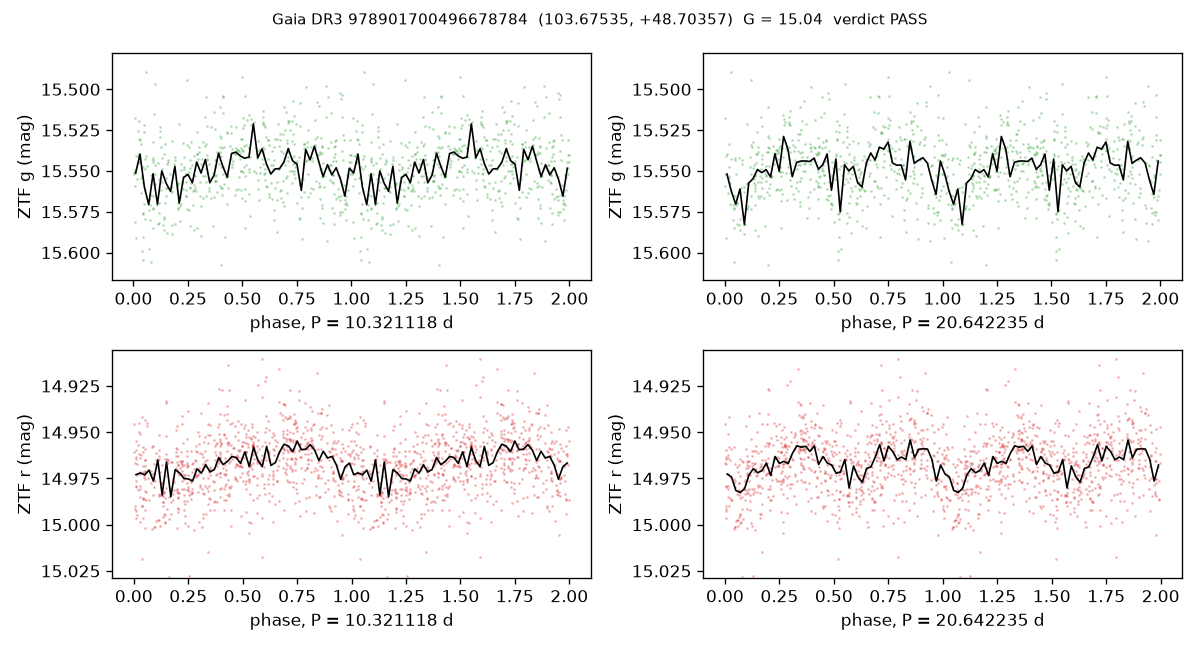 Gaia DR3 978901700496678784  (103.67535, +48.70357)  G = 15.04  verdict PASS
ZTF g (mag)
15.500
15.525
15.550
15.575
15.600
0.00 0.25 0.50 0.75 1.00 1.25 1.50 1.75 2.00
phase, P = 10.321118 d
ZTF g (mag)
15.500
15.525
15.550
15.575
15.600
0.00 0.25 0.50 0.75 1.00 1.25 1.50 1.75 2.00
phase, P = 20.642235 d
ZTF r (mag)
14.925
14.950
14.975
15.000
15.025
0.00 0.25 0.50 0.75 1.00 1.25 1.50 1.75 2.00
phase, P = 10.321118 d
ZTF r (mag)
14.925
14.950
14.975
15.000
15.025
0.00 0.25 0.50 0.75 1.00 1.25 1.50 1.75 2.00
phase, P = 20.642235 d